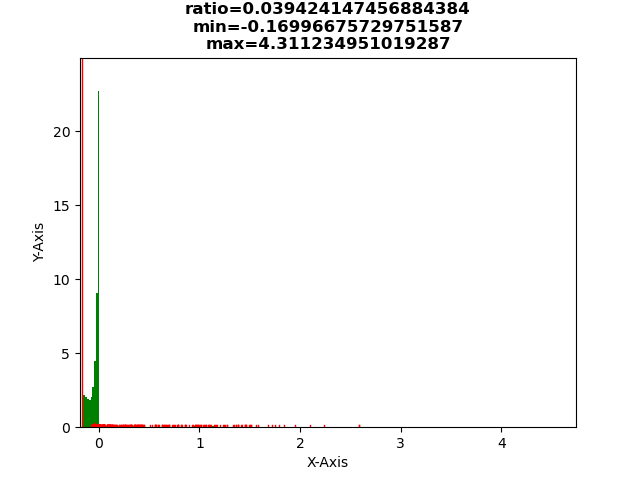 ratio=0.039424147456884384
min=-0.16996675729751587
max=4.311234951019287
20
15
10
5
0
Y-Axis
0 1 2 3 4
X-Axis